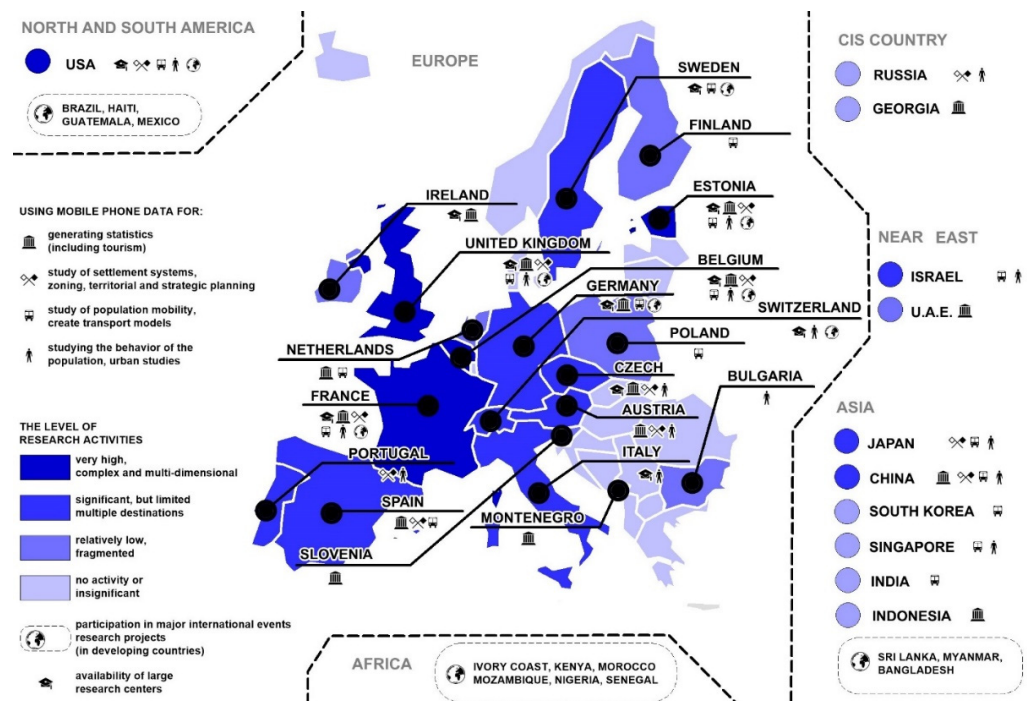 NORTH AND SOUTH AMERICA
USA
BRAZIL, HAITI,
GUATEMALA, MEXICO
EUROPE
CIS COUNTRY
RUSSIA
GEORGIA
SWEDEN
FINLAND
IRELAND
ESTONIA
UNITED KINGDOM
BELGIUM
GERMANY
SWITZERLAND
NETHERLANDS
POLAND
CZECH
BULGARIA
FRANCE
AUSTRIA
PORTUGAL
ITALY
SPAIN
MONTENEGRO
SLOVENIA
NEAR EAST
ISRAEL
U.A.E.
ASIA
JAPAN
CHINA
SOUTH KOREA
SINGAPORE
INDIA
INDONESIA
SRI LANKA, MYANMAR,
BANGLADESH
USING MOBILE PHONE DATA FOR:
generating statistics
(including tourism)
study of settlement systems,
zoning, territorial and strategic planning
study of population mobility,
create transport models
studying the behavior of the
population, urban studies
THE LEVEL OF
RESEARCH ACTIVITIES
very high,
complex and multi-dimensional
significant, but limited
multiple destinations
relatively low,
fragmented
no activity or
insignificant
participation in major international events
research projects
(in developing countries)
availability of large
research centers
AFRICA
IVORY COAST, KENYA, MOROCCO
MOZAMBIQUE, NIGERIA, SENEGAL